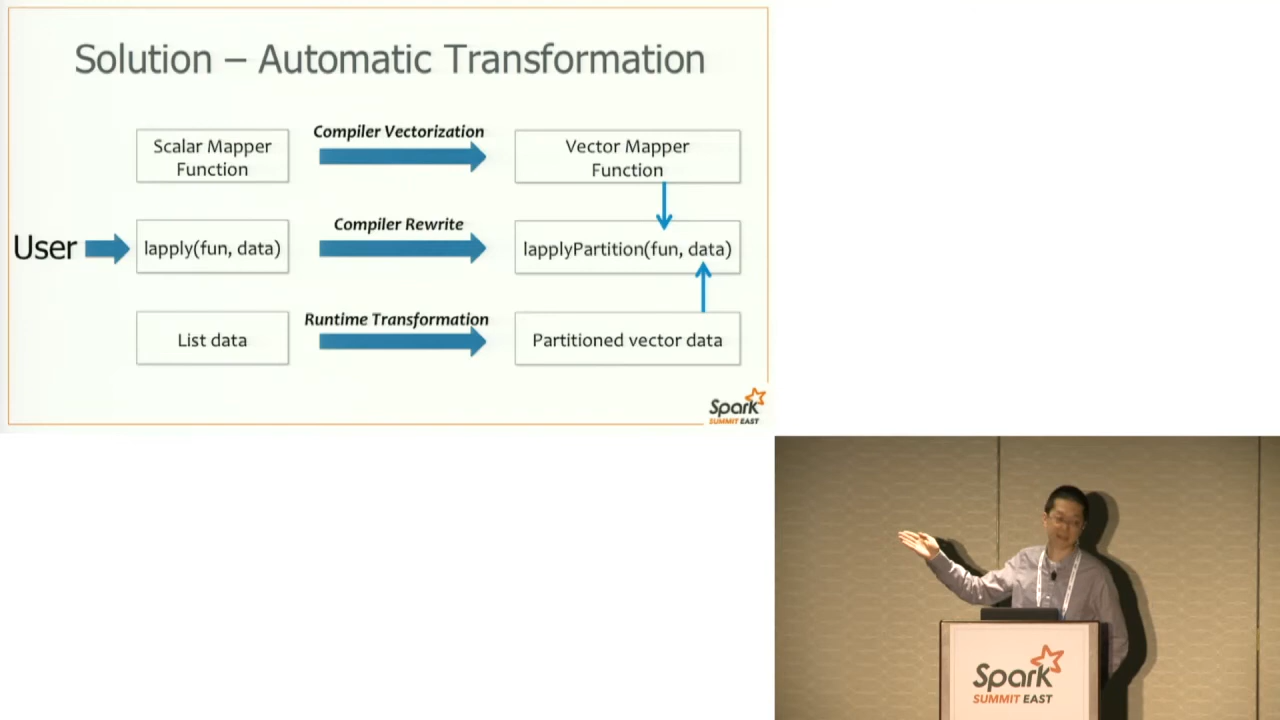 Solution – Automatic Transformation
Compiler Vectorization
Scalar Mapper
Function
Vector Mapper
Function
Compiler Rewrite
User
lapply(fun, data)
lapplyPartition(fun, data)
Runtime Transformation
List data
Partitioned vector data
Spark
SUMMIT EAST
Spark
SUMMIT EAST